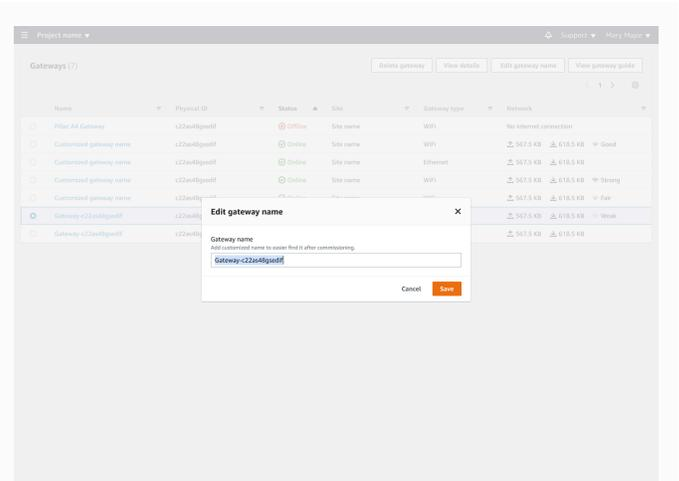 Project name
Support
Mary Major
Gateways (7)
Delete gateway
View details
Edit gateway name
View gateway guide
1
Name Physical ID Status Site Gateway type Network
Pillar A4 Gateway c22as48gsedif Offline Site name WiFi No internet connection
Customized gateway name c22as48gsedif Online Site name WiFi 567.5 KB 618.5 KB Good
Customized gateway name c22as48gsedif Online Site name Ethernet 567.5 KB 618.5 KB
Customized gateway name c22as48gsedif Online Site name WiFi 567.5 KB 618.5 KB Strong
Customized gateway name c22as48gsedif 567.5 KB 618.5 KB Fair
Gateway-c22as48gsedif 567.5 KB 618.5 KB Weak
Gateway-c22as48gsedif 567.5 KB 618.5 KB
Edit gateway name
Gateway name
Add customized name to easier find it after commissioning.
Gateway-c22as48gsedif
Cancel Save